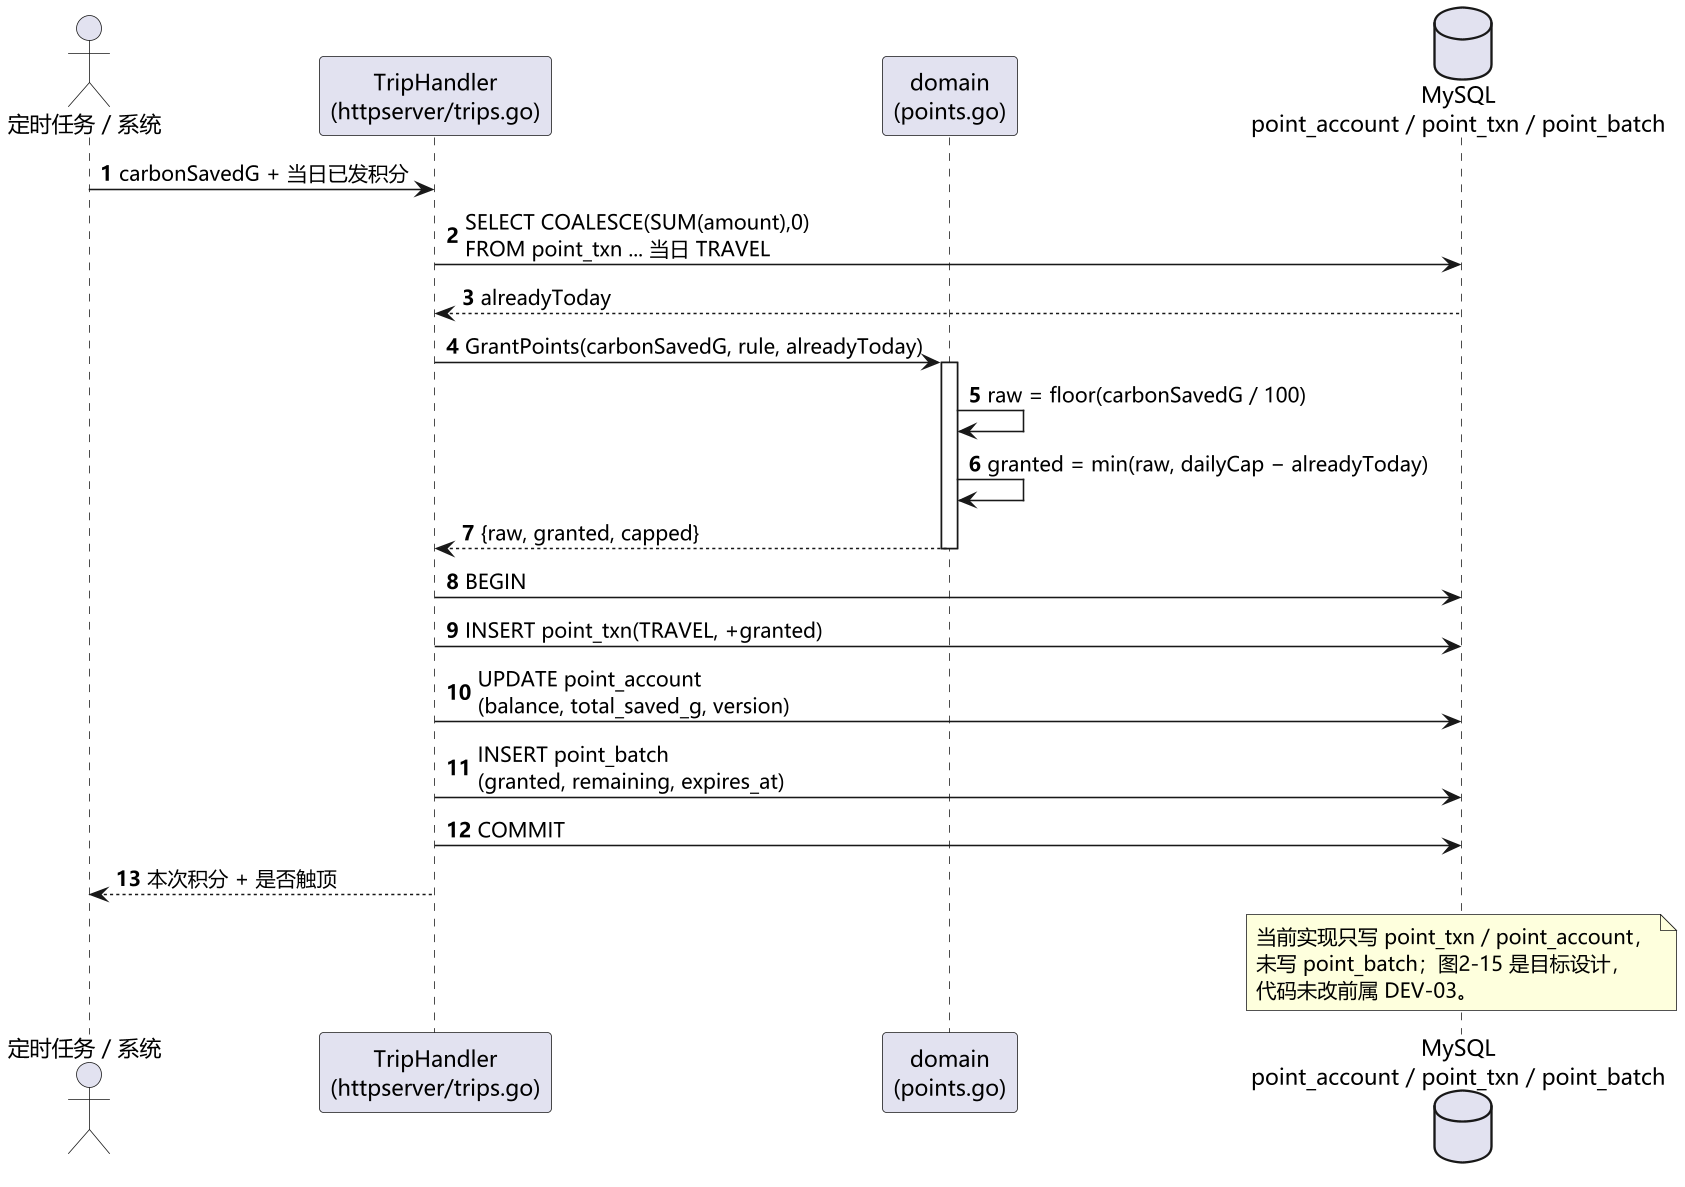 定时任务 / 系统
TripHandler
(httpserver/trips.go)
domain
(points.go)
MySQL
point_account / point_txn / point_batch
1 carbonSavedG + 当日已发积分
2 SELECT COALESCE(SUM(amount),0)
FROM point_txn ... 当日 TRAVEL
3 alreadyToday
4 GrantPoints(carbonSavedG, rule, alreadyToday)
5 raw = floor(carbonSavedG / 100)
6 granted = min(raw, dailyCap − alreadyToday)
7 {raw, granted, capped}
8 BEGIN
9 INSERT point_txn(TRAVEL, +granted)
10 UPDATE point_account
(balance, total_saved_g, version)
11 INSERT point_batch
(granted, remaining, expires_at)
12 COMMIT
13 本次积分 + 是否触顶
当前实现只写 point_txn / point_account，
未写 point_batch；图2-15 是目标设计，
代码未改前属 DEV-03。
定时任务 / 系统
TripHandler
(httpserver/trips.go)
domain
(points.go)
MySQL
point_account / point_txn / point_batch